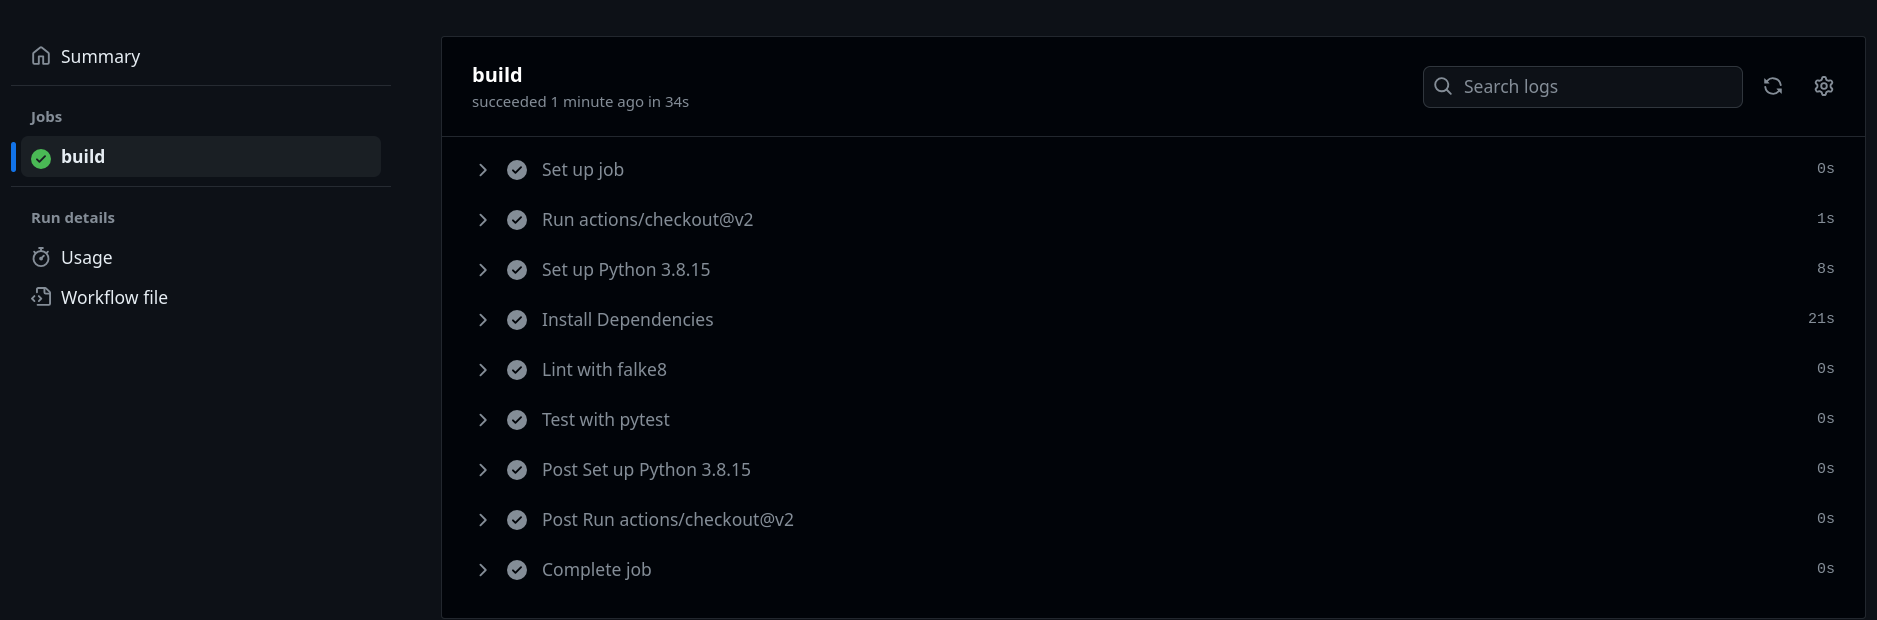 Summary
Jobs
build
Run details
Usage
Workflow file
build
succeeded 1 minute ago in 34s
Search logs
Set up job 0s
Run actions/checkout@v2 1s
Set up Python 3.8.15 8s
Install Dependencies 21s
Lint with falke8 0s
Test with pytest 0s
Post Set up Python 3.8.15 0s
Post Run actions/checkout@v2 0s
Complete job 0s